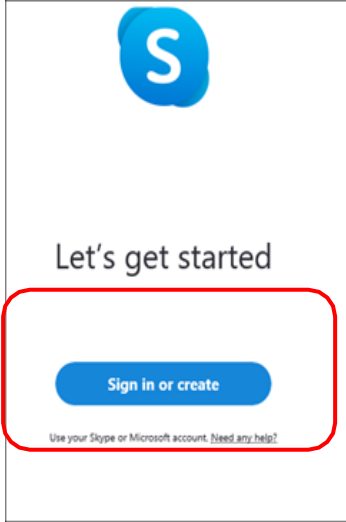 S
Let's get started
Sign in or create
Use your Skype or Microsoft account. Need any help?